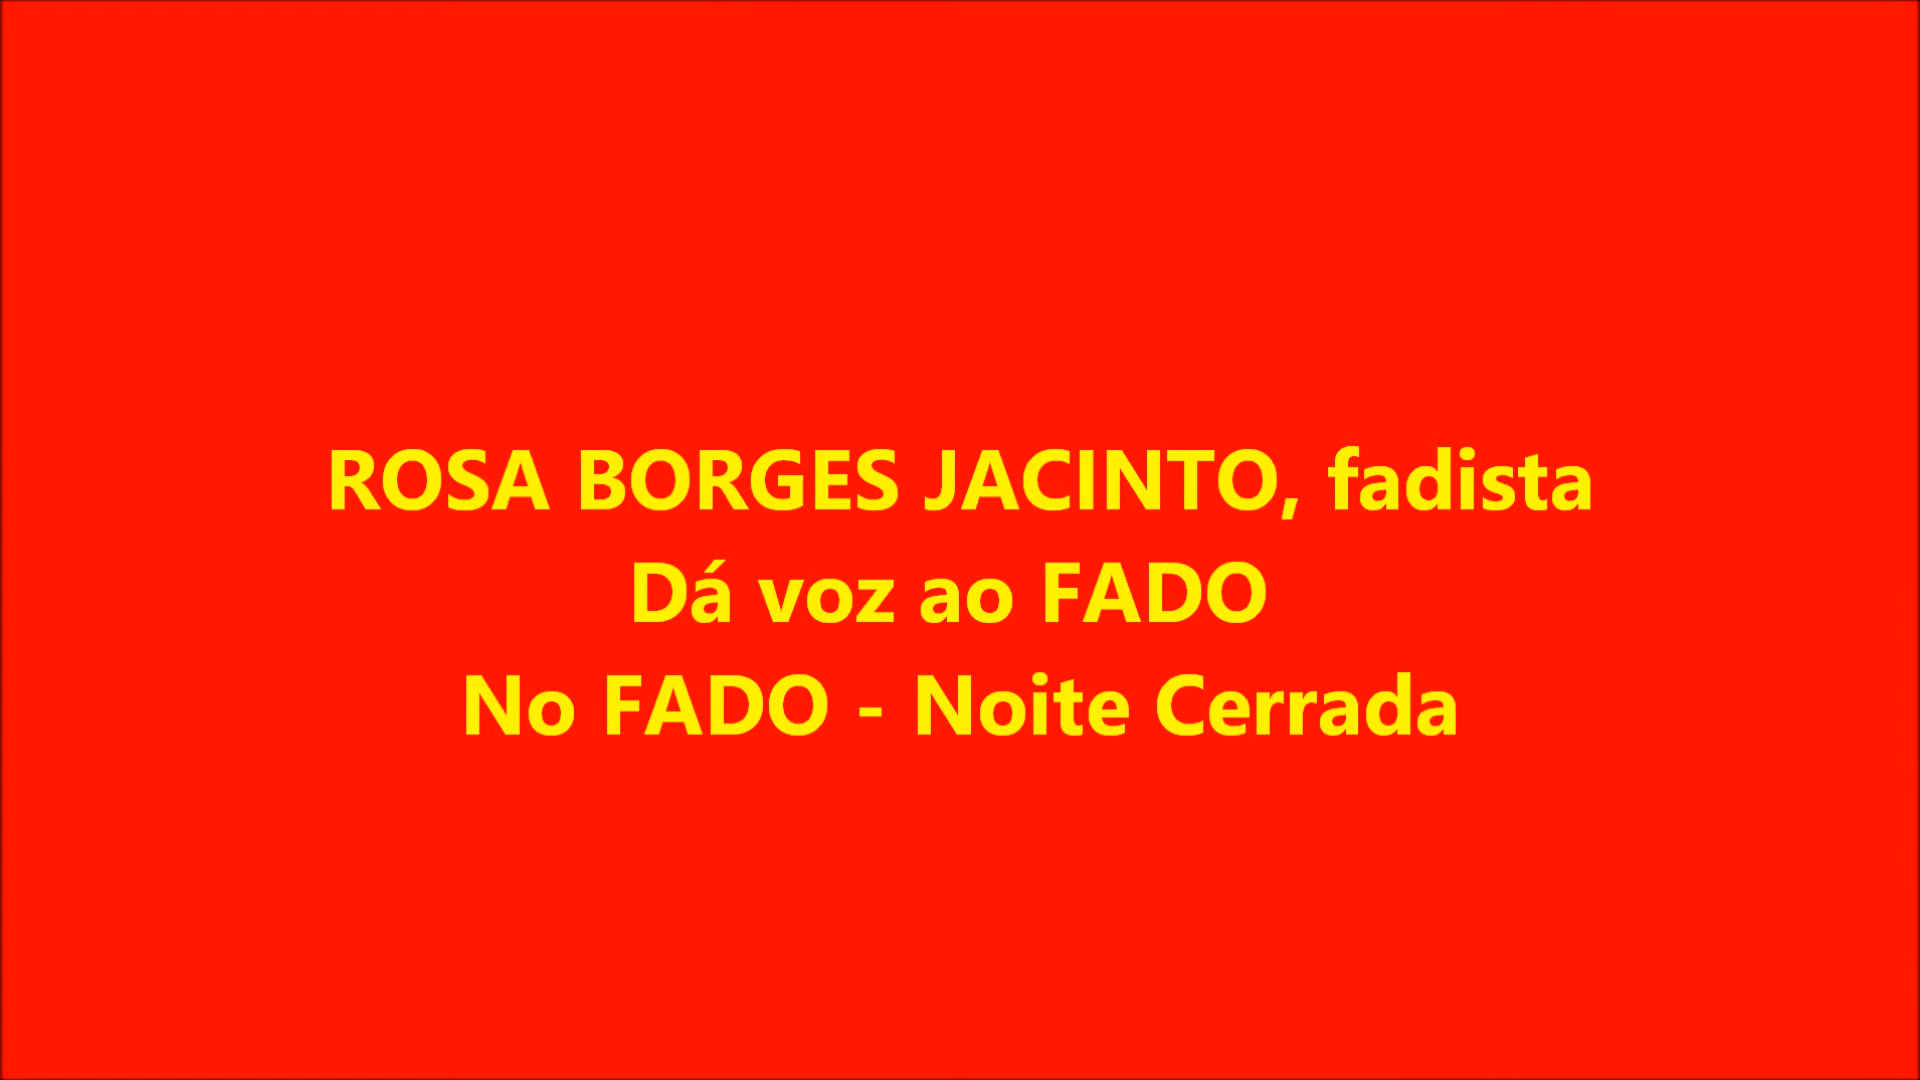 ROSA BORGES JACINTO, fadista
Dá voz ao FADO
No FADO - Noite Cerrada